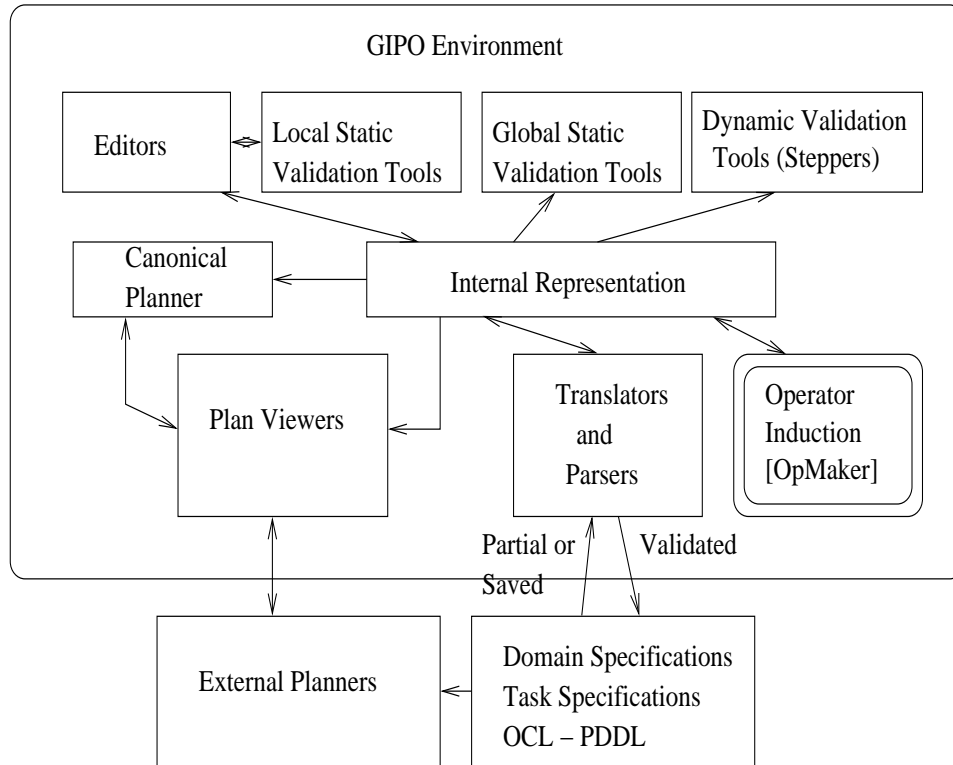 GIPO Environment
Editors
Local Static
Validation Tools
Global Static
Validation Tools
Dynamic Validation
Tools (Steppers)
Canonical
Planner
Internal Representation
Plan Viewers
Translators
and
Parsers
Operator
Induction
[OpMaker]
Partial or
Saved
Validated
External Planners
Domain Specifications
Task Specifications
OCL – PDDL